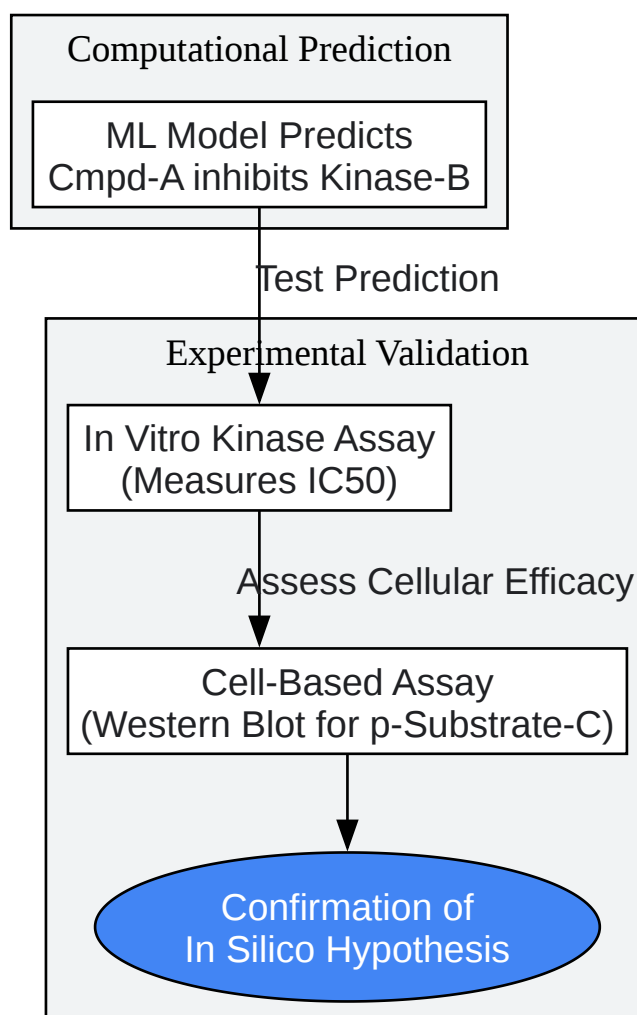 Computational Prediction
ML Model Predicts
Cmpd-A inhibits Kinase-B
Test Prediction
Experimental Validation
In Vitro Kinase Assay
(Measures IC50)
Assess Cellular Efficacy
Cell-Based Assay
(Western Blot for p-Substrate-C)
Confirmation of
In Silico Hypothesis